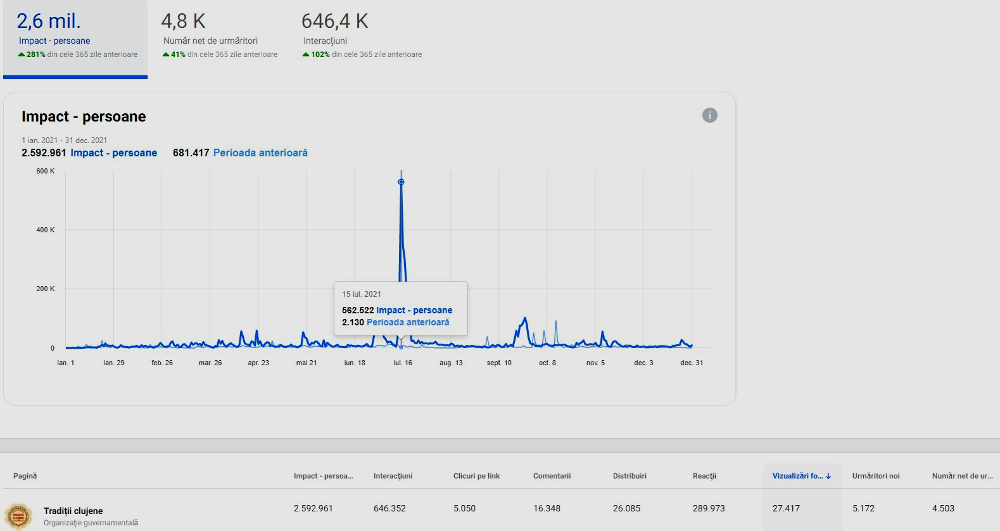 2,6 mil.
Impact - persoane
281% din cele 365 zile anterioare
4,8 K
Număr net de urmăritori
41% din cele 365 zile anterioare
646,4 K
Interacțiuni
102% din cele 365 zile anterioare
Impact - persoane
i
1 ian. 2021 - 31 dec. 2021
2.592.961 Impact - persoane 681.417 Perioada anterioară
600 K
400 K
200 K
0
15 iul. 2021
562.522 Impact - persoane
2.130 Perioada anterioară
ian. 1 ian. 29 feb. 26 mar. 26 apr. 23 mai 21 iun. 18 iul. 16 aug. 13 sept. 10 oct. 8 nov. 5 dec. 3 dec. 31
Pagină Impact - persoa... Interacțiuni Clicuri pe link Comentarii Distribuiri Reacții Vizualizări fo... Urmăritori noi Număr net de ur...
Tradiții clujene 2.592.961 646.352 5.050 16.348 26.085 289.973 27.417 5.172 4.503
Organizație guvernamentală